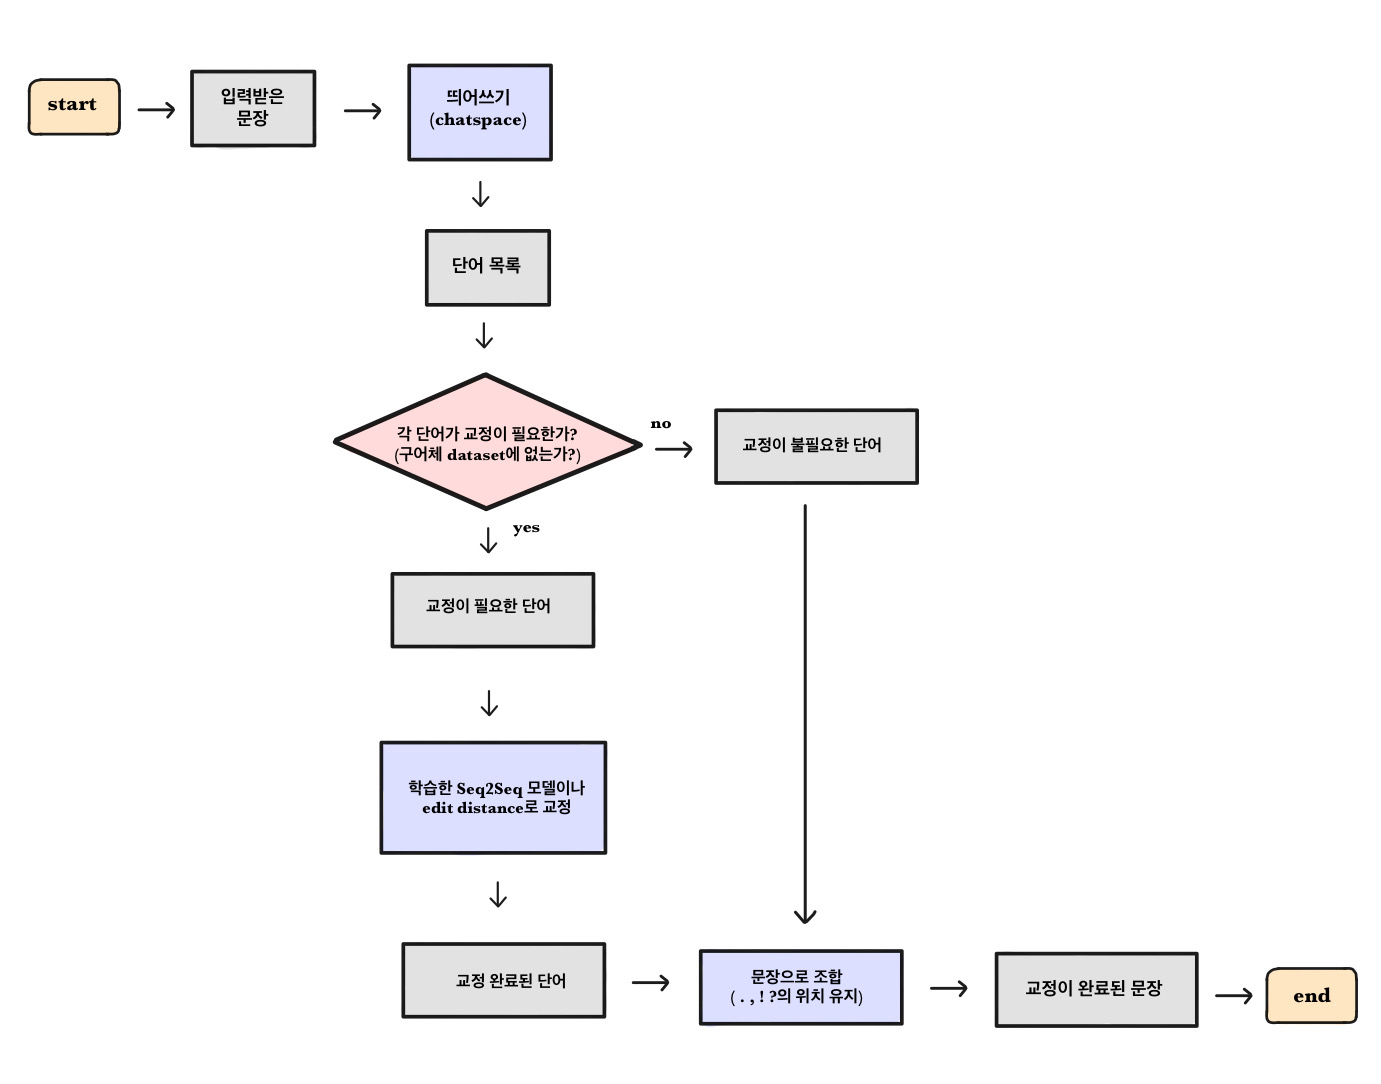 start
입력받은
문장
띄어쓰기
(chatspace)
단어 목록
각 단어가 교정이 필요한가?
(구어체 dataset에 없는가?)
no
교정이 불필요한 단어
yes
교정이 필요한 단어
학습한 Seq2Seq 모델이나
edit distance로 교정
교정 완료된 단어
문장으로 조합
( . , ! ?의 위치 유지)
교정이 완료된 문장
end